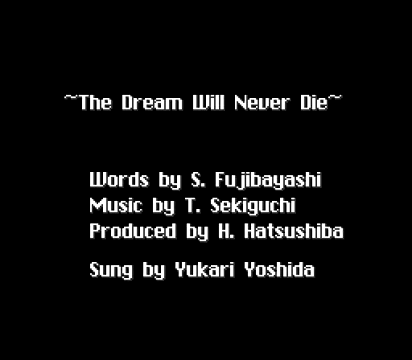 ~The Dream Will Never Die~
Words by S. Fujibayashi
Music by T. Sekiguchi
Produced by H. Hatsushiba
Sung by Yukari Yoshida